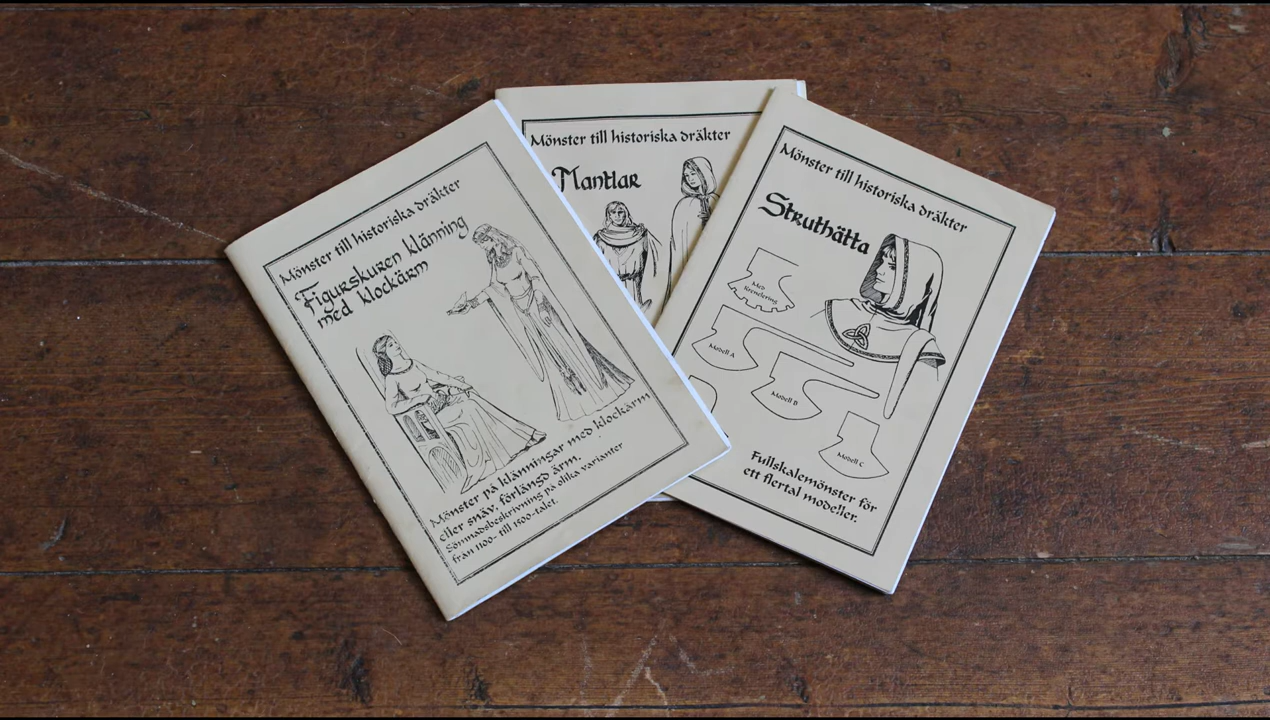 Mönster till historiska dräkter
Figurskuren klänning
med klockärm
Mönster på klänningar med klockärm
eller snäv, förlängd ärm.
Sömnadsbeskrivning på olika varianter
från 1100- till 1500-talet.
Mönster till historiska dräkter
Mantlar
Mönster till historiska dräkter
Struthätta
Med
Krenelering
Modell A
Modell B
Modell C
Fullskalemönster för
ett flertal modeller.